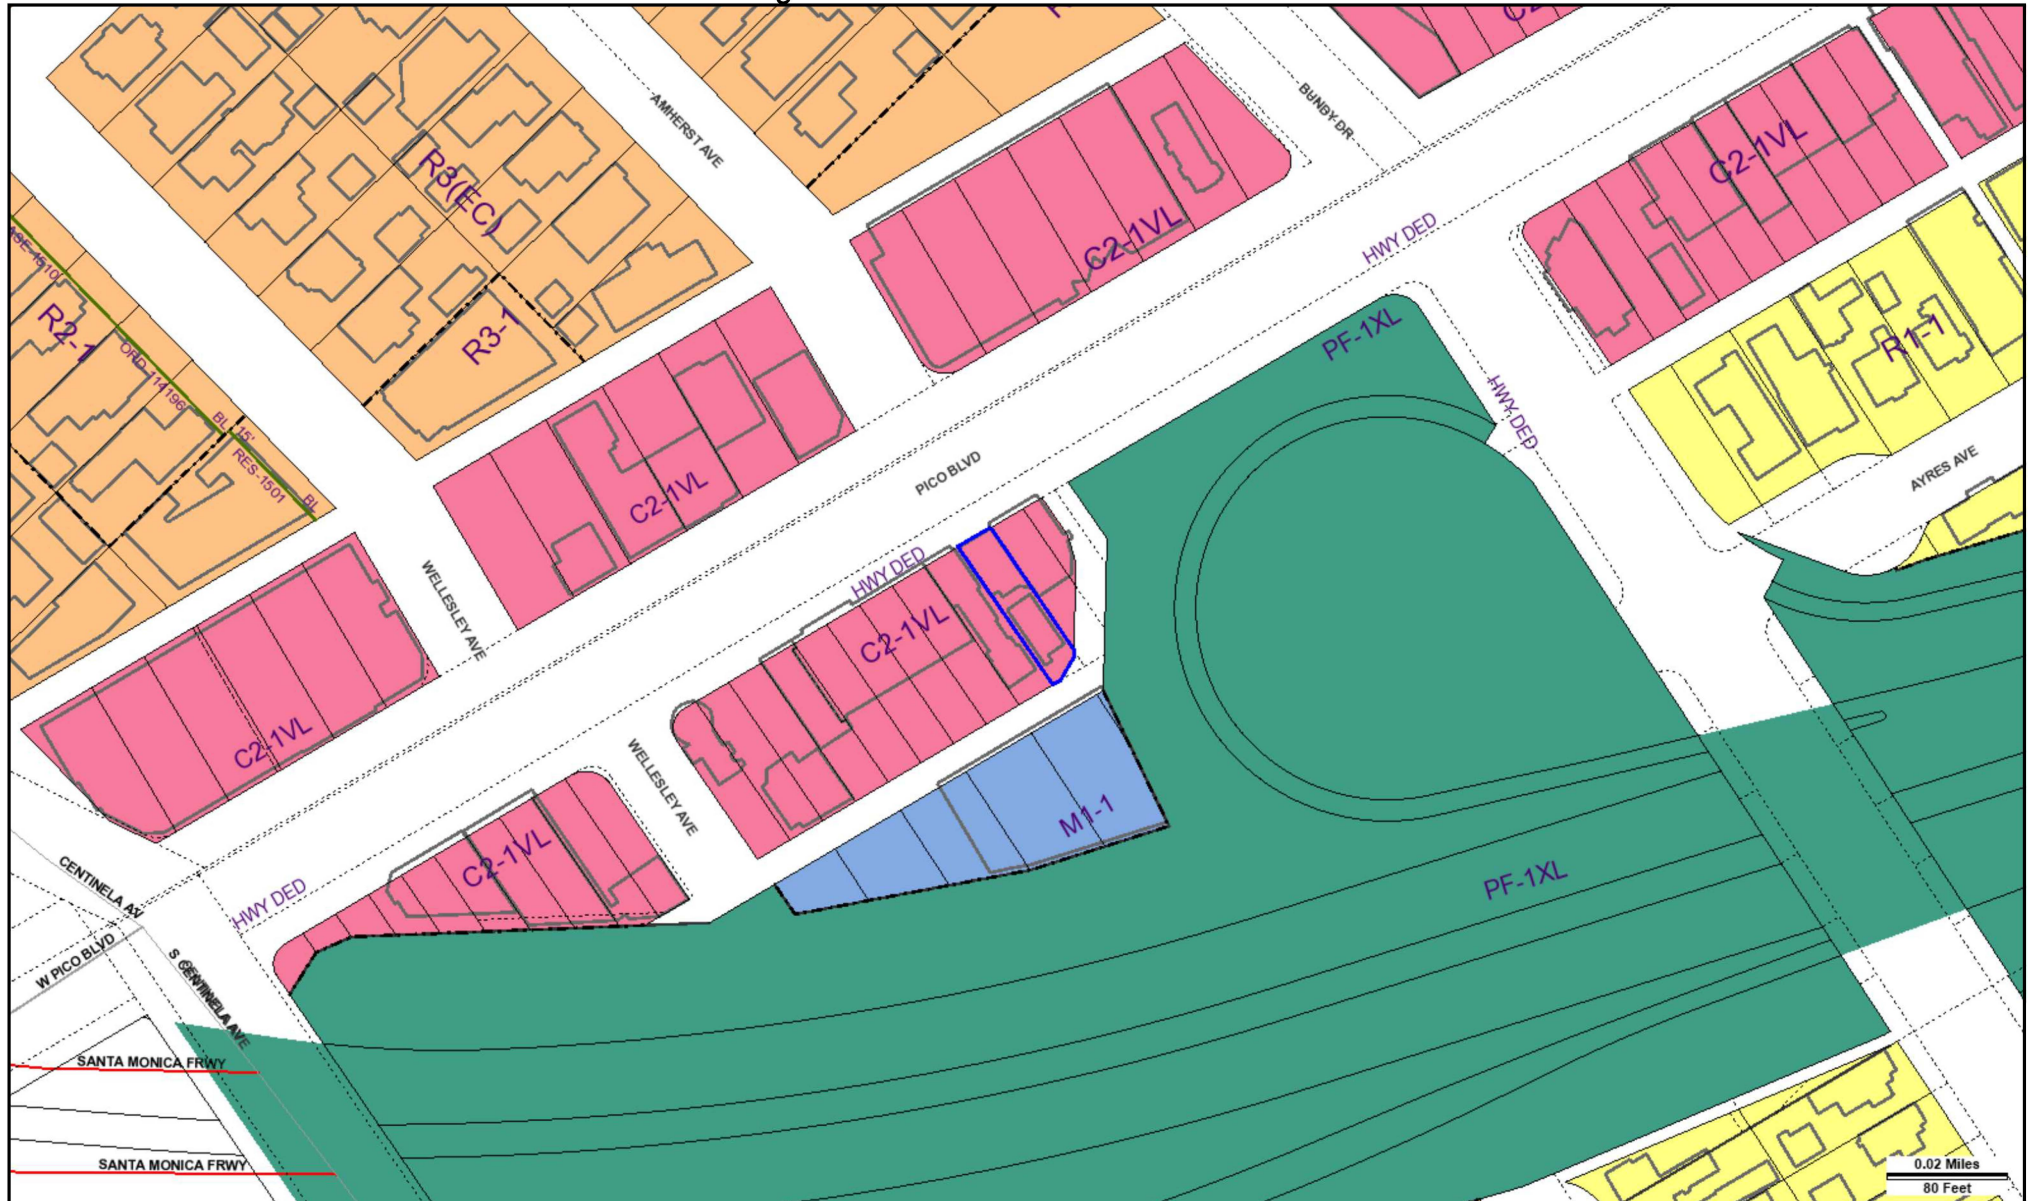 C2
AMHERST AVE
BUNDY DR
C2-1VL
R3(EC)
C2-1VL
HWY DED
PF-1XL
R1-1
R2-1
R3-1
ORD-114196
BL
15'
RES-1501
BL
HWY DED
AYRES AVE
PICO BLVD
C2-1VL
HWY DED
WELLESLEY AVE
C2-1VL
C2-1VL
WELLESLEY AVE
M1-1
C2-1VL
PF-1XL
CENTINELA AV
HWY DED
W PICO BLVD
S CENTINELA AVE
SANTA MONICA FRWY
SANTA MONICA FRWY
0.02 Miles
80 Feet